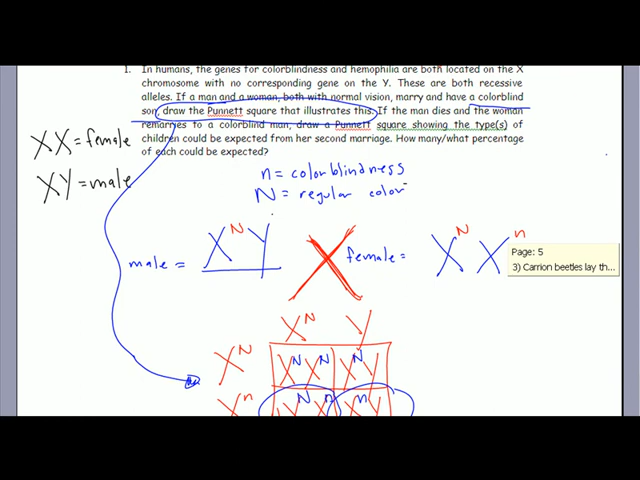 1. In humans, the genes for colorblindness and hemophilia are both located on the X
chromosome with no corresponding gene on the Y. These are both recessive
alleles. If a man and a woman, both with normal vision, marry and have a colorblind
son, draw the Punnett square that illustrates this. If the man dies and the woman
remarries to a colorblind man, draw a Punnett square showing the type(s) of
children could be expected from her second marriage. How many/what percentage
of each could be expected?
XX = female
XY = male
n = colorblindness
N = regular color
male = X^N Y X female = X^N X^n
Page: 5
3) Carrion beetles lay th...
X^N Y
X^N X^N X^N X^N Y
X^n X^N X^n X^n Y